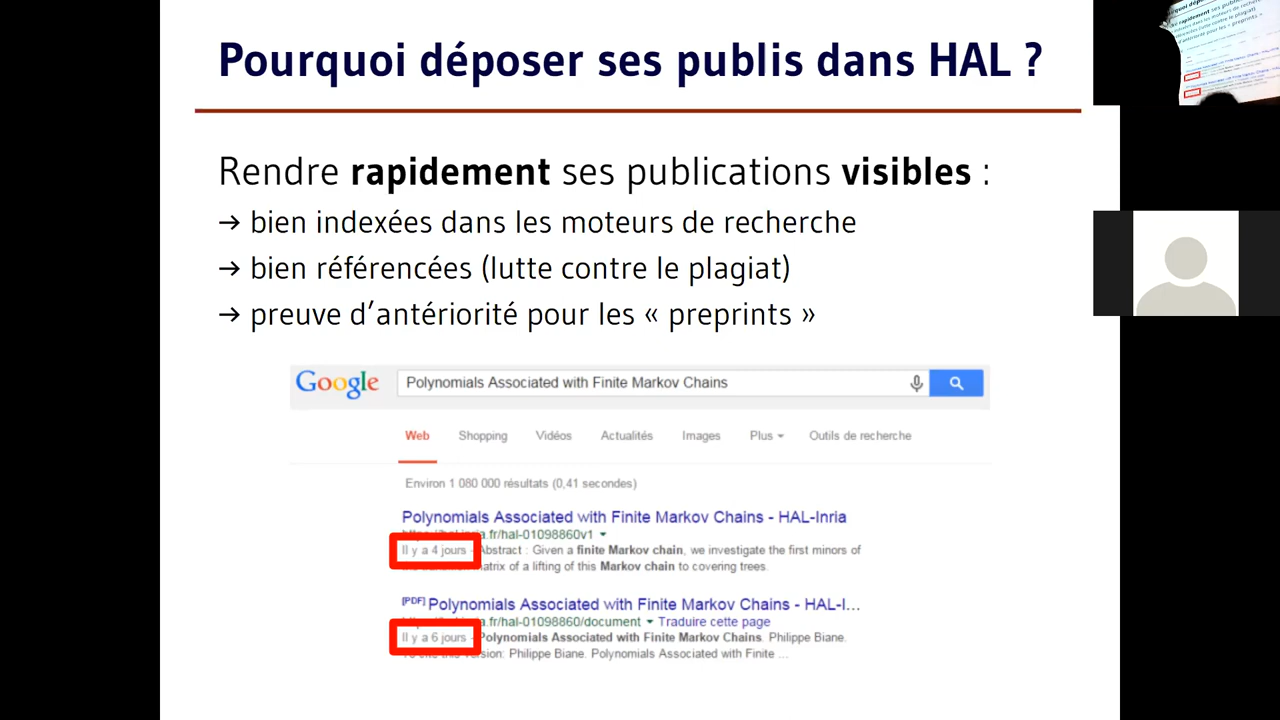 Pourquoi déposer ses publis dans HAL ?
Rendre rapidement ses publications visibles :
→ bien indexées dans les moteurs de recherche
→ bien référencées (lutte contre le plagiat)
→ preuve d’antériorité pour les « preprints »
Google Polynomials Associated with Finite Markov Chains
Web Shopping Vidéos Actualités Images Plus Outils de recherche
Environ 1 080 000 résultats (0,41 secondes)
Polynomials Associated with Finite Markov Chains - HAL-Inria
.fr/hal-01098860v1
Il y a 4 jours - Abstract : Given a finite Markov chain, we investigate the first minors of
of a lifting of this Markov chain to covering trees.
[PDF] Polynomials Associated with Finite Markov Chains - HAL-I...
.fr/hal-01098860/document Traduire cette page
Il y a 6 jours - Polynomials Associated with Finite Markov Chains. Philippe Biane.
Philippe Biane. Polynomials Associated with Finite ...